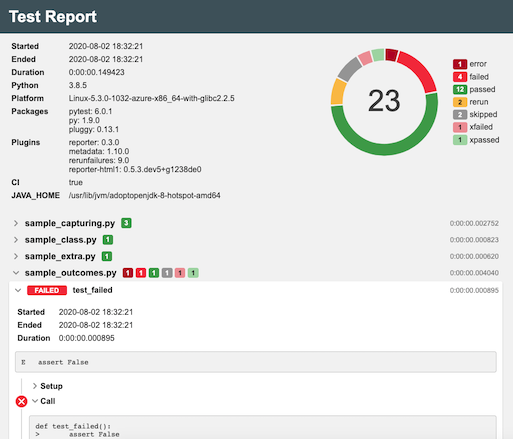 Test Report
Started 2020-08-02 18:32:21
Ended 2020-08-02 18:32:21
Duration 0:00:00.149423
Python 3.8.5
Platform Linux-5.3.0-1032-azure-x86_64-with-glibc2.2.5
Packages pytest: 6.0.1
py: 1.9.0
pluggy: 0.13.1
Plugins reporter: 0.3.0
metadata: 1.10.0
rerunfailures: 9.0
reporter-html1: 0.5.3.dev5+g1238de0
CI true
JAVA_HOME /usr/lib/jvm/adoptopenjdk-8-hotspot-amd64
23
1 error
4 failed
12 passed
2 rerun
2 skipped
1 xfailed
1 xpassed
sample_capturing.py 3 0:00:00.002752
sample_class.py 1 0:00:00.000823
sample_extra.py 1 0:00:00.000620
sample_outcomes.py 1 1 1 1 1 1 0:00:00.004040
FAILED test_failed 0:00:00.000895
Started 2020-08-02 18:32:21
Ended 2020-08-02 18:32:21
Duration 0:00:00.000895
E assert False
Setup
Call
def test_failed():
> assert False